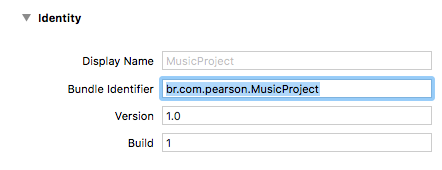 Identity
Display Name MusicProject
Bundle Identifier br.com.pearson.MusicProject
Version 1.0
Build 1